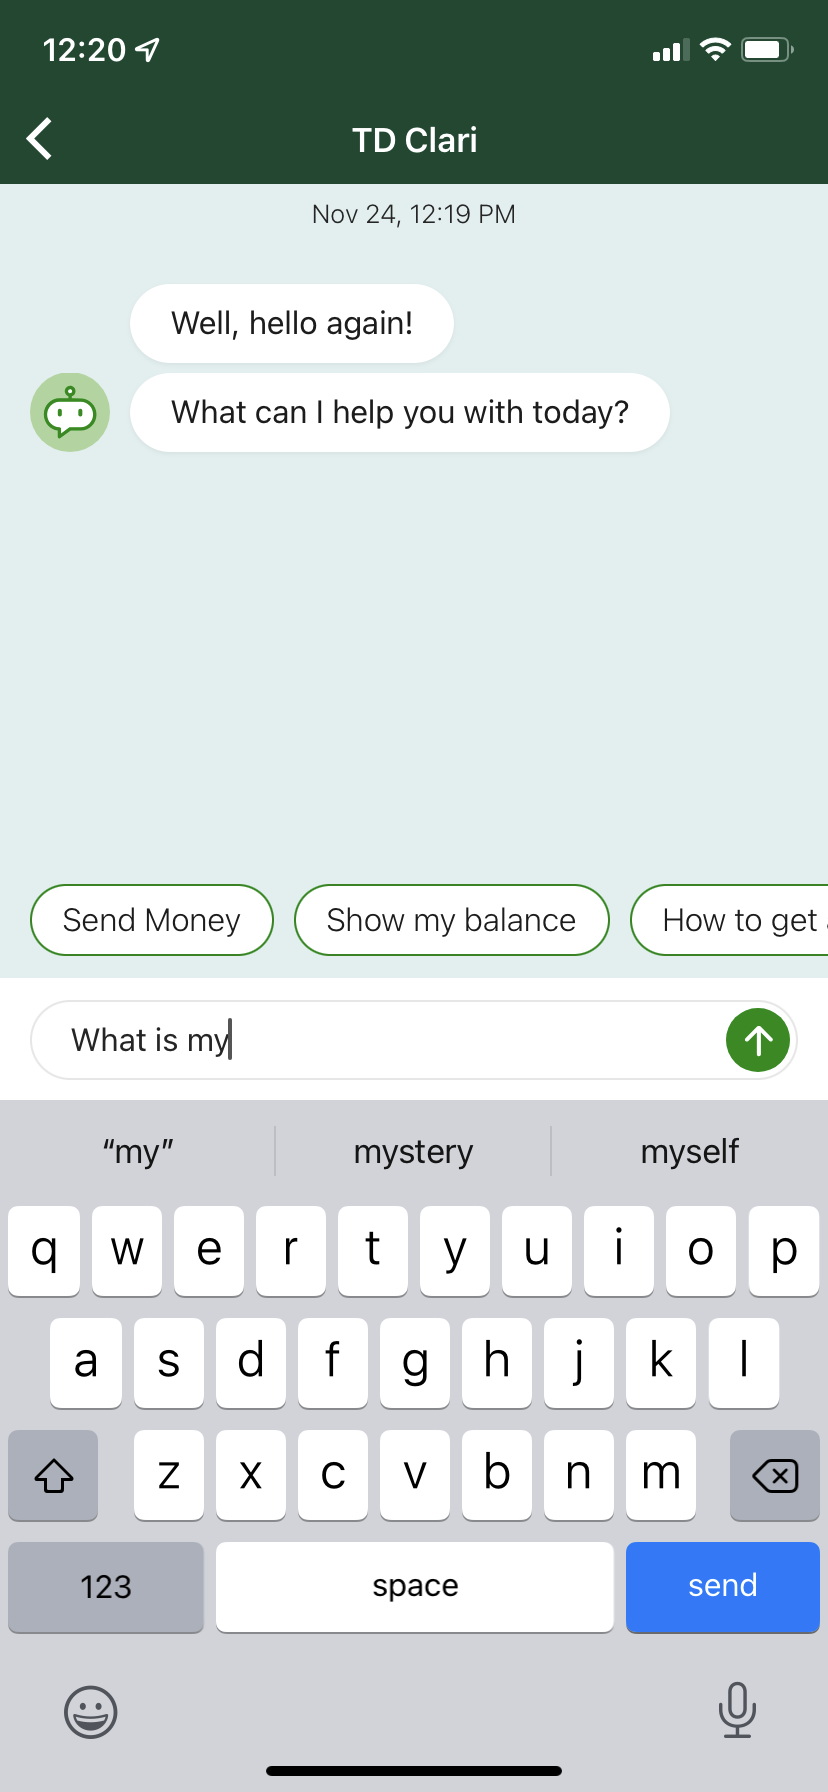 12:20
TD Clari
Nov 24, 12:19 PM
Well, hello again!
What can I help you with today?
Send Money Show my balance How to get
What is my
“my” mystery myself
q w e r t y u i o p
a s d f g h j k l
z x c v b n m
123 space send